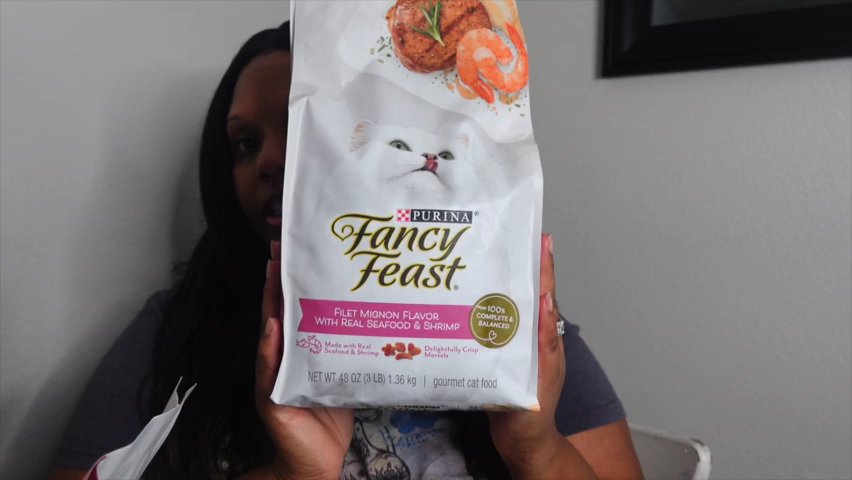 PURINA®
Fancy
Feast®
FILET MIGNON FLAVOR
WITH REAL SEAFOOD & SHRIMP
100%
COMPLETE &
BALANCED
Made with Real
Seafood & Shrimp
Delightfully Crisp
Morsels
NET WT 48 OZ (3 LB) 1.36 kg | gourmet cat food